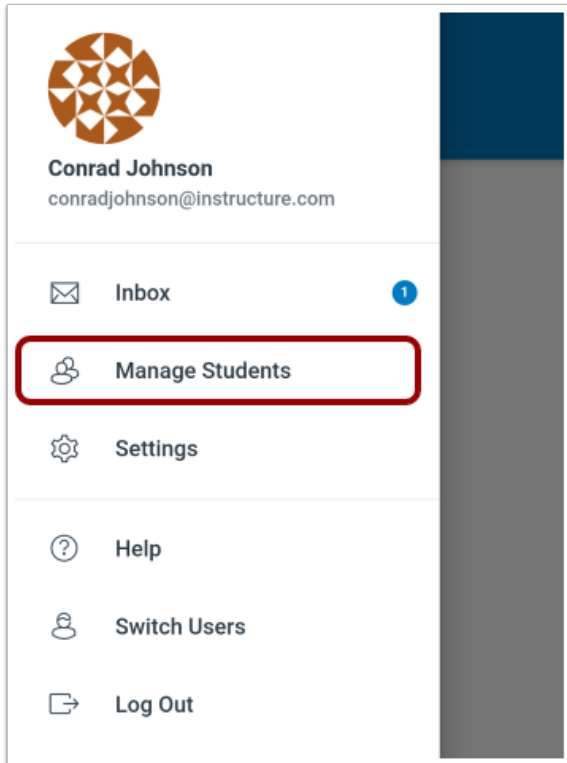 Conrad Johnson
conradjohnson@instructure.com
Inbox
1
Manage Students
Settings
?
Help
Switch Users
Log Out